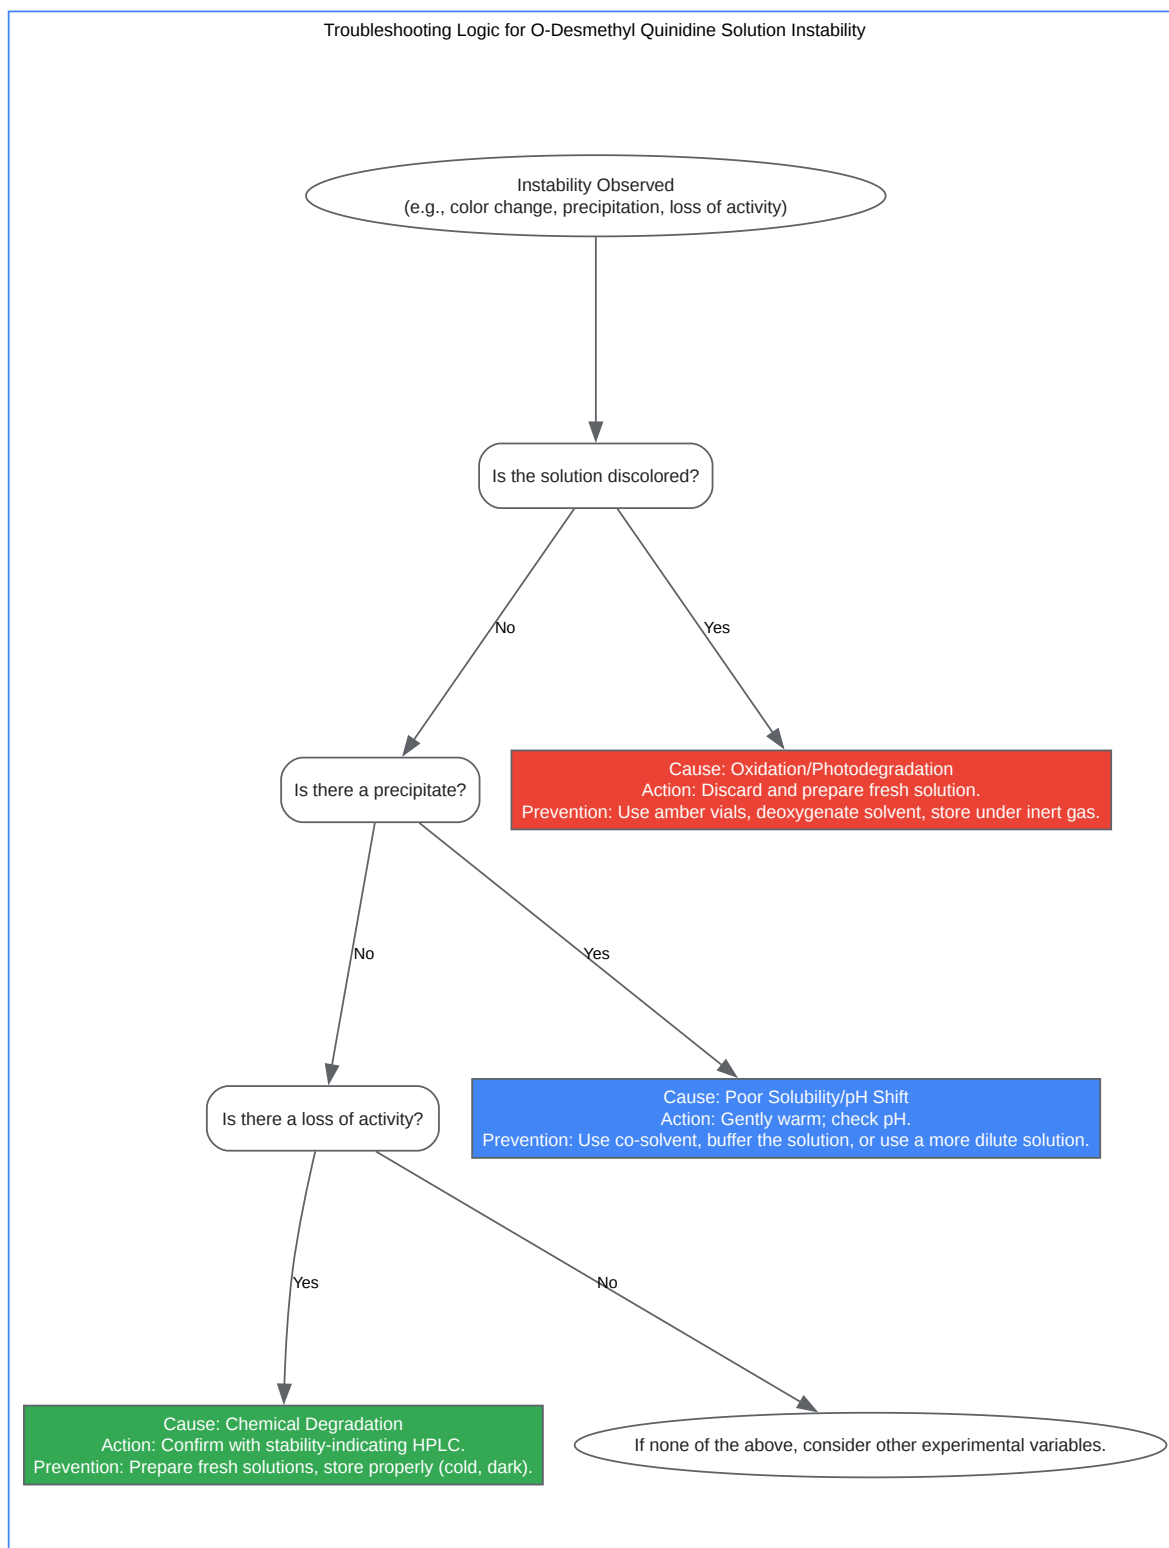 Troubleshooting Logic for O-Desmethyl Quinidine Solution Instability
Instability Observed
(e.g., color change, precipitation, loss of activity)
Is the solution discolored?
No
Yes
Is there a precipitate?
Cause: Oxidation/Photodegradation
Action: Discard and prepare fresh solution.
Prevention: Use amber vials, deoxygenate solvent, store under inert gas.
No
Yes
Is there a loss of activity?
Cause: Poor Solubility/pH Shift
Action: Gently warm; check pH.
Prevention: Use co-solvent, buffer the solution, or use a more dilute solution.
Yes
No
Cause: Chemical Degradation
Action: Confirm with stability-indicating HPLC.
Prevention: Prepare fresh solutions, store properly (cold, dark).
If none of the above, consider other experimental variables.